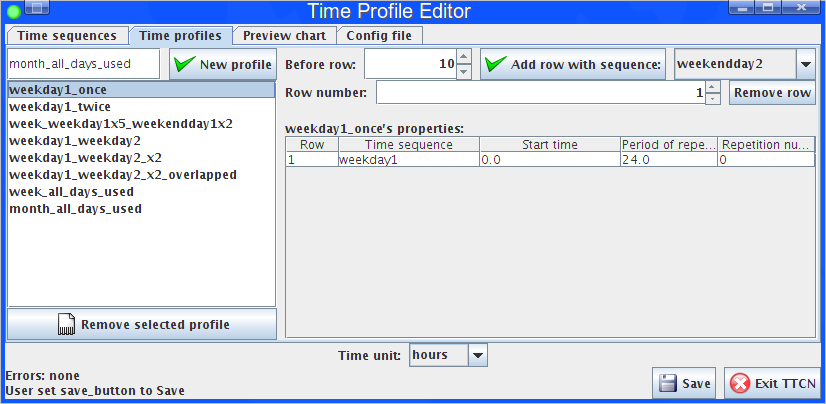 Time Profile Editor
Time sequences Time profiles Preview chart Config file
month_all_days_used New profile Before row: 10 Add row with sequence: weekendday2
Row number: 1 Remove row
weekday1_once
weekday1_twice
week_weekday1x5_weekendday1x2
weekday1_weekday2
weekday1_weekday2_x2
weekday1_weekday2_x2_overlapped
week_all_days_used
month_all_days_used
Remove selected profile
weekday1_once's properties:
Row Time sequence Start time Period of repe... Repetition nu...
1 weekday1 0.0 24.0 0
Time unit: hours
Errors: none
User set save_button to Save
Save Exit TTCN